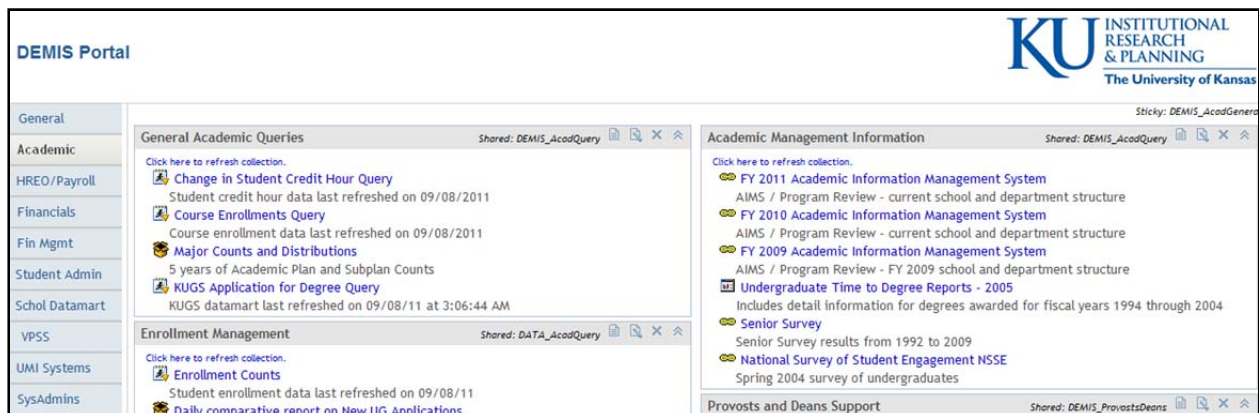 DEMIS Portal
KU INSTITUTIONAL
RESEARCH
& PLANNING
The University of Kansas
Sticky: DEMIS_AcadGenera
General
Academic
HREO/Payroll
Financials
Fin Mgmt
Student Admin
Schol Datamart
VPSS
UMI Systems
SysAdmins
General Academic Queries Shared: DEMIS_AcadQuery
Click here to refresh collection.
Change in Student Credit Hour Query
Student credit hour data last refreshed on 09/08/2011
Course Enrollments Query
Course enrollment data last refreshed on 09/08/2011
Major Counts and Distributions
5 years of Academic Plan and Subplan Counts
KUGS Application for Degree Query
KUGS datamart last refreshed on 09/08/11 at 3:06:44 AM
Enrollment Management Shared: DATA_AcadQuery
Click here to refresh collection.
Enrollment Counts
Student enrollment data last refreshed on 09/08/11
Daily comparative report on New UG Applications
Academic Management Information Shared: DEMIS_AcadQuery
Click here to refresh collection.
FY 2011 Academic Information Management System
AIMS / Program Review - current school and department structure
FY 2010 Academic Information Management System
AIMS / Program Review - current school and department structure
FY 2009 Academic Information Management System
AIMS / Program Review - FY 2009 school and department structure
Undergraduate Time to Degree Reports - 2005
Includes detail information for degrees awarded for fiscal years 1994 through 2004
Senior Survey
Senior Survey results from 1992 to 2009
National Survey of Student Engagement NSSE
Spring 2004 survey of undergraduates
Provosts and Deans Support Shared: DEMIS_ProvostsDeans